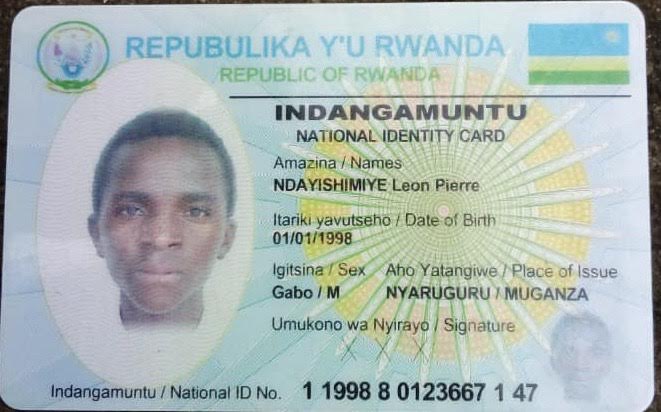 REPUBULIKA Y'U RWANDA
REPUBLIC OF RWANDA
INDANGAMUNTU
NATIONAL IDENTITY CARD
Amazina / Names
NDAYISHIMIYE Leon Pierre
Itariki yavutseho / Date of Birth
01/01/1998
Igitsina / Sex Aho Yatangiwe / Place of Issue
Gabo / M NYARUGURU / MUGANZA
Umukono wa Nyirayo / Signature
X X X
Indangamuntu / National ID No. 1 1998 8 0123667 1 47